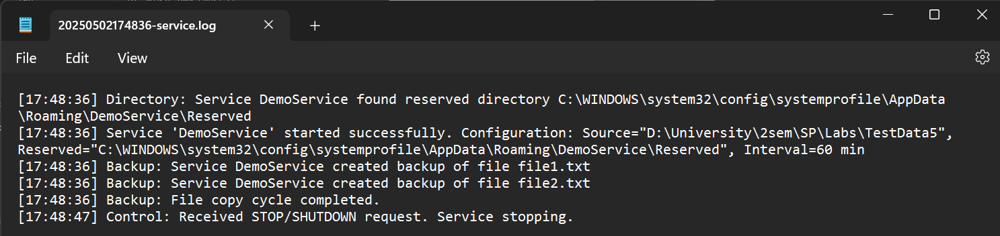 20250502174836-service.log
File Edit View
[17:48:36] Directory: Service DemoService found reserved directory C:\WINDOWS\system32\config\systemprofile\AppData
\Roaming\DemoService\Reserved
[17:48:36] Service 'DemoService' started successfully. Configuration: Source="D:\University\2sem\SP\Labs\TestData5",
Reserved="C:\WINDOWS\system32\config\systemprofile\AppData\Roaming\DemoService\Reserved", Interval=60 min
[17:48:36] Backup: Service DemoService created backup of file file1.txt
[17:48:36] Backup: Service DemoService created backup of file file2.txt
[17:48:36] Backup: File copy cycle completed.
[17:48:47] Control: Received STOP/SHUTDOWN request. Service stopping.